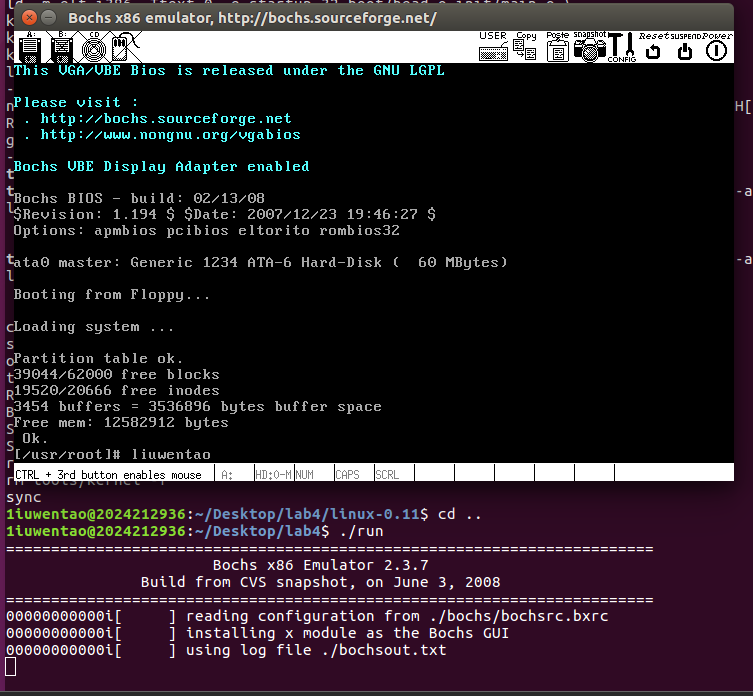 Bochs x86 emulator, http://bochs.sourceforge.net/
A: B: CD USER Copy Paste snapshot CONFIG Reset SUSPEND Power
This VGA/VBE Bios is released under the GNU LGPL
Please visit :
. http://bochs.sourceforge.net
. http://www.nongnu.org/vgabios
Bochs VBE Display Adapter enabled
Bochs BIOS - build: 02/13/08
$Revision: 1.194 $ $Date: 2007/12/23 19:46:27 $
Options: apmbios pcibios eltorito rombios32
ata0 master: Generic 1234 ATA-6 Hard-Disk (  60 MBytes)
Booting from Floppy...
Loading system ...
Partition table ok.
39044/62000 free blocks
19520/20666 free inodes
3454 buffers = 3536896 bytes buffer space
Free mem: 12582912 bytes
Ok.
[/usr/root]# liuwentao
CTRL + 3rd button enables mouse A: HD:0-M NUM CAPS SCRL
sync
1iuwentao@2024212936:~/Desktop/lab4/linux-0.11$ cd ..
1iuwentao@2024212936:~/Desktop/lab4$ ./run
========================================================================
Bochs x86 Emulator 2.3.7
Build from CVS snapshot, on June 3, 2008
========================================================================
00000000000i[     ] reading configuration from ./bochs/bochsrc.bxrc
00000000000i[     ] installing x module as the Bochs GUI
00000000000i[     ] using log file ./bochsout.txt